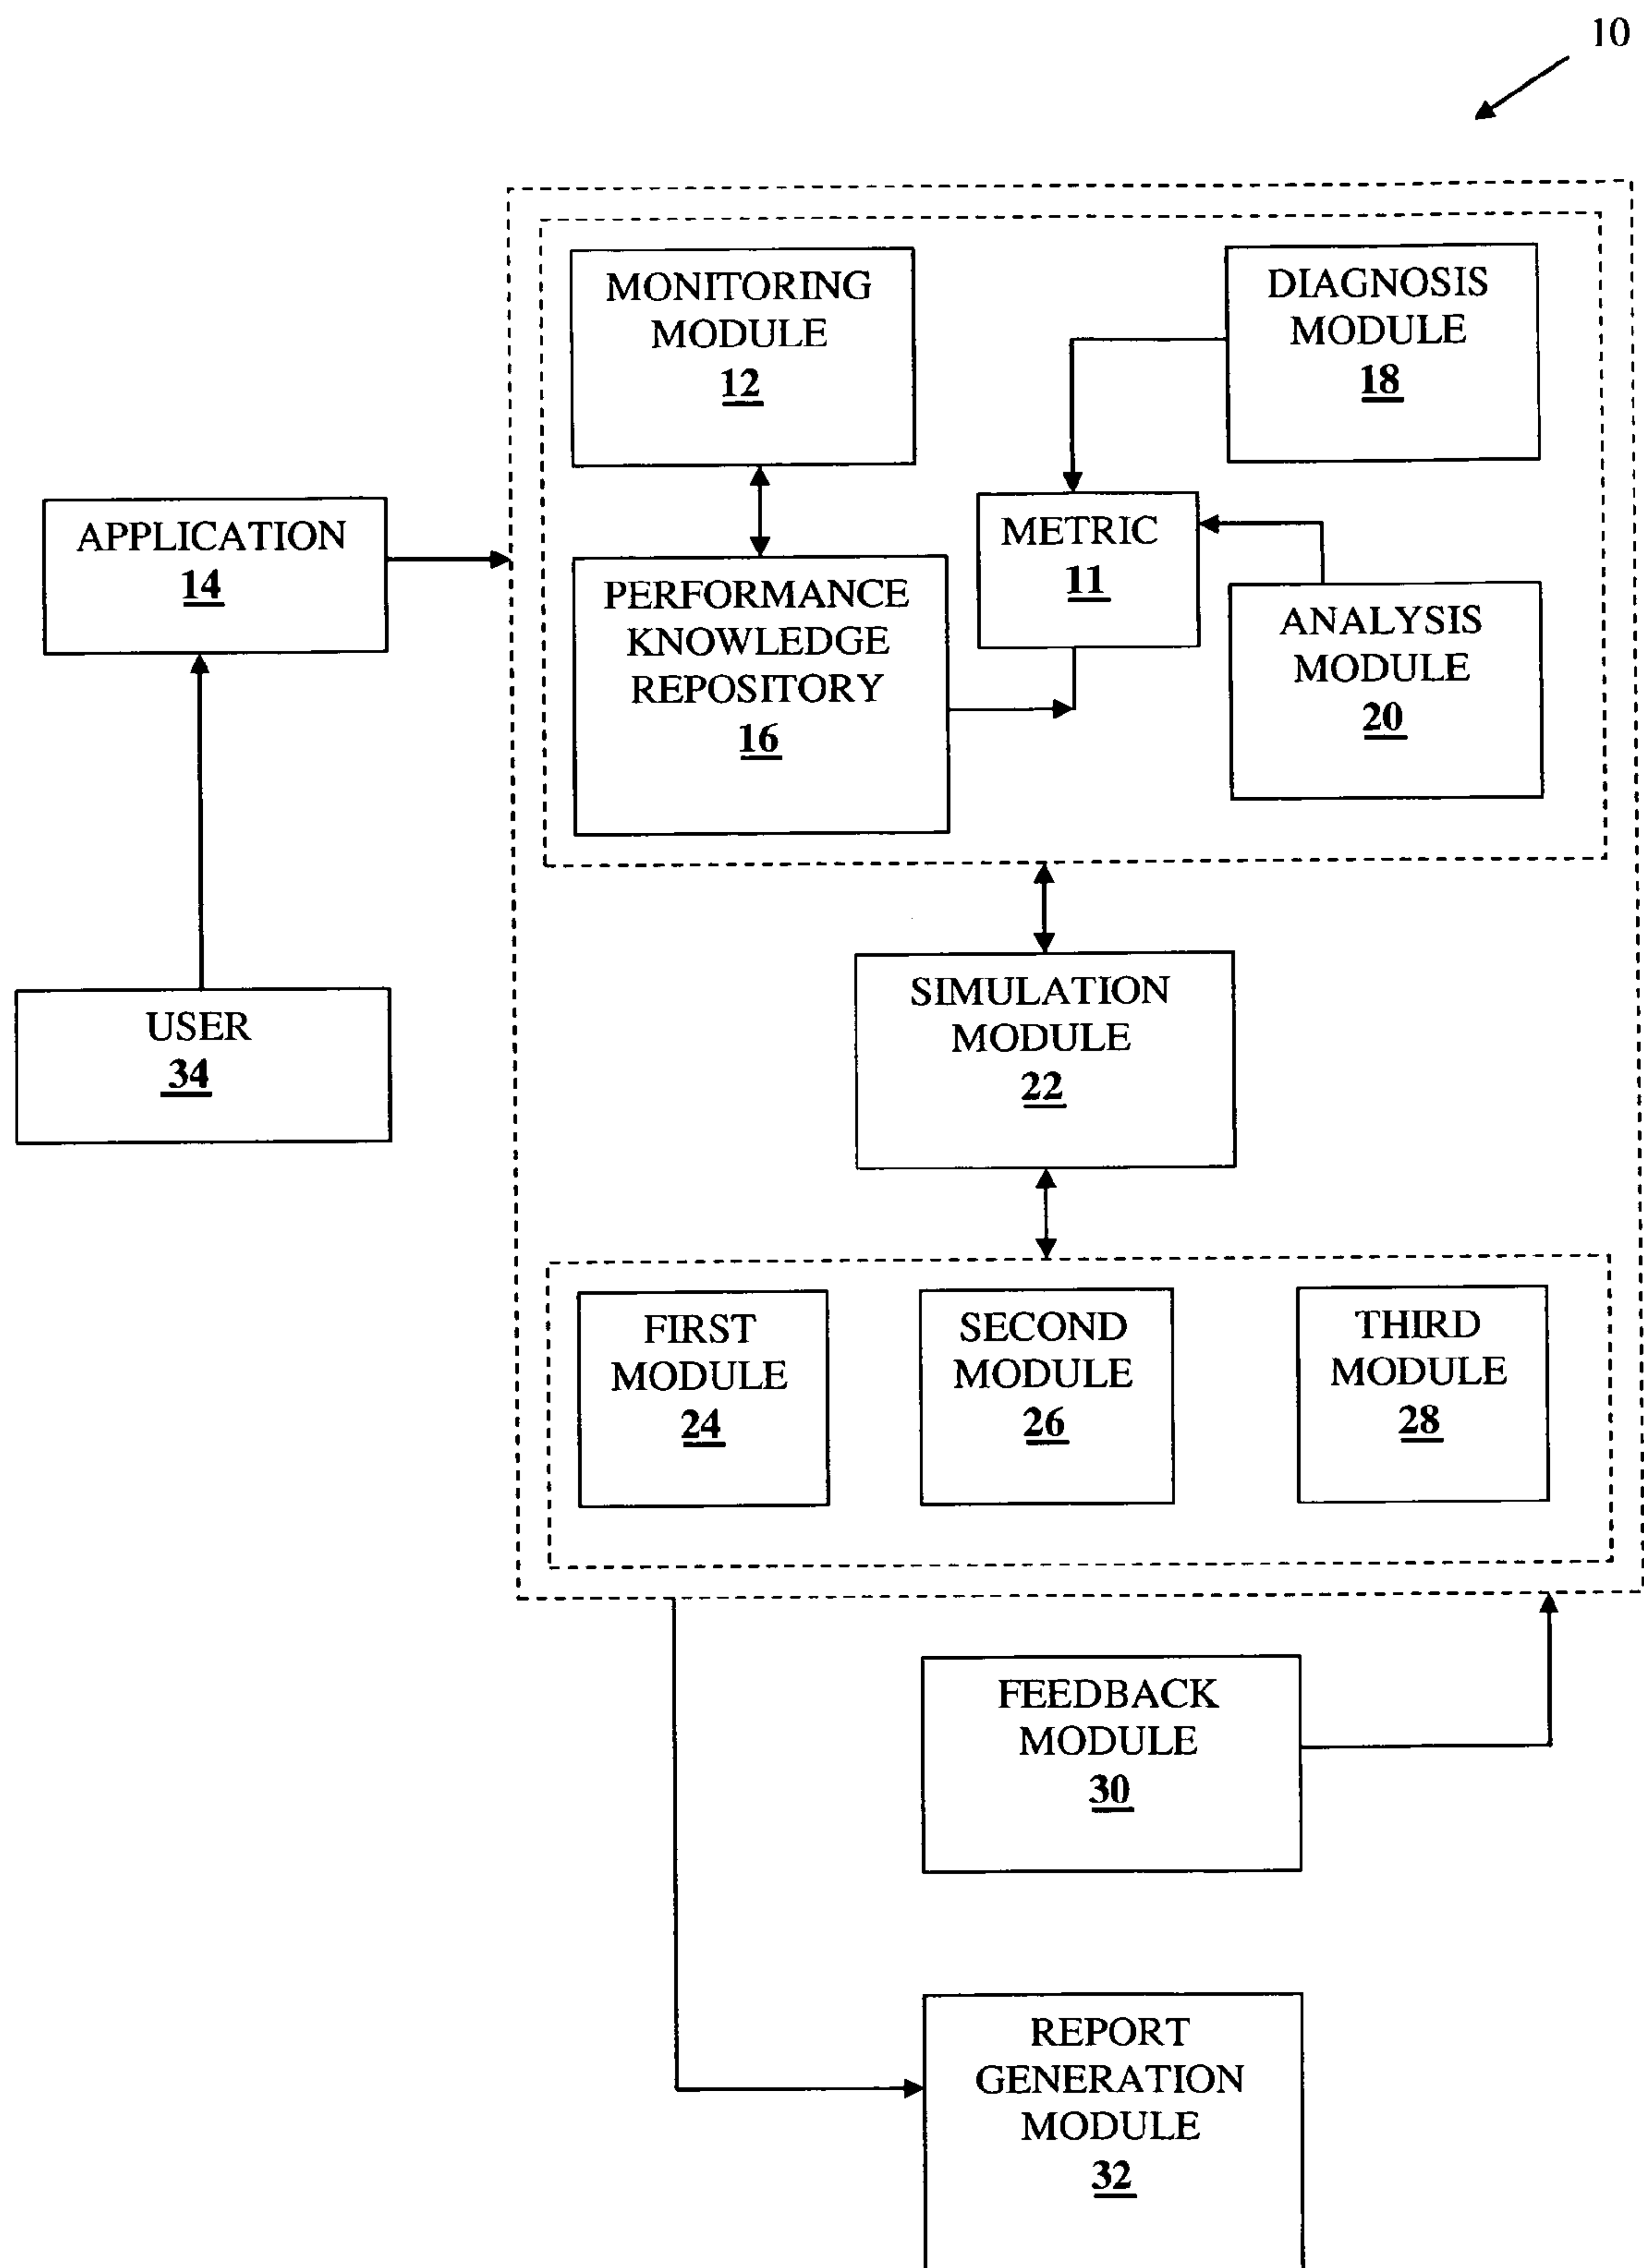 10
MONITORING
MODULE
12
DIAGNOSIS
MODULE
18
APPLICATION
14
METRIC
11
PERFORMANCE
KNOWLEDGE
REPOSITORY
16
ANALYSIS
MODULE
20
USER
34
SIMULATION
MODULE
22
FIRST
MODULE
24
SECOND
MODULE
26
THIRD
MODULE
28
FEEDBACK
MODULE
30
REPORT
GENERATION
MODULE
32